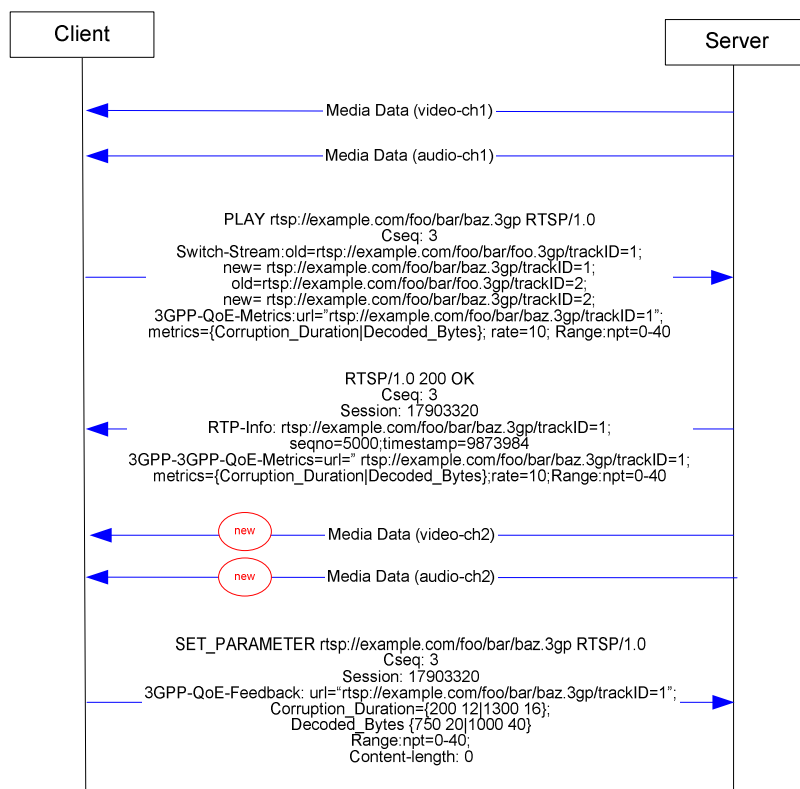 Client
Server
Media Data (video-ch1)
Media Data (audio-ch1)
PLAY rtsp://example.com/foo/bar/baz.3gp RTSP/1.0
Cseq: 3
Switch-Stream:old=rtsp://example.com/foo/bar/foo.3gp/trackID=1;
new= rtsp://example.com/foo/bar/baz.3gp/trackID=1;
old=rtsp://example.com/foo/bar/foo.3gp/trackID=2;
new= rtsp://example.com/foo/bar/baz.3gp/trackID=2;
3GPP-QoE-Metrics:url=”rtsp://example.com/foo/bar/baz.3gp/trackID=1”;
metrics={Corruption_Duration|Decoded_Bytes}; rate=10; Range:npt=0-40
RTSP/1.0 200 OK
Cseq: 3
Session: 17903320
RTP-Info: rtsp://example.com/foo/bar/baz.3gp/trackID=1;
seqno=5000;timestamp=9873984
3GPP-3GPP-QoE-Metrics=url=” rtsp://example.com/foo/bar/baz.3gp/trackID=1;
metrics={Corruption_Duration|Decoded_Bytes};rate=10;Range:npt=0-40
new
Media Data (video-ch2)
new
Media Data (audio-ch2)
SET_PARAMETER rtsp://example.com/foo/bar/baz.3gp RTSP/1.0
Cseq: 3
Session: 17903320
3GPP-QoE-Feedback: url=“rtsp://example.com/foo/bar/baz.3gp/trackID=1”;
Corruption_Duration={200 12|1300 16};
Decoded_Bytes {750 20|1000 40}
Range:npt=0-40;
Content-length: 0